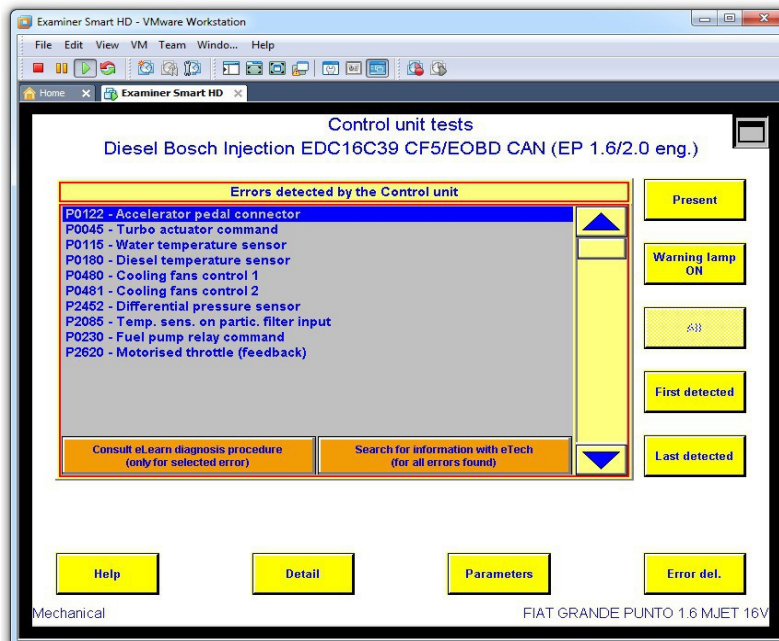 Examiner Smart HD - VMware Workstation
File Edit View VM Team Windo... Help
Home Examiner Smart HD
Control unit tests
Diesel Bosch Injection EDC16C39 CF5/EOBD CAN (EP 1.6/2.0 eng.)
Errors detected by the Control unit
P0122 - Accelerator pedal connector
P0045 - Turbo actuator command
P0115 - Water temperature sensor
P0180 - Diesel temperature sensor
P0480 - Cooling fans control 1
P0481 - Cooling fans control 2
P2452 - Differential pressure sensor
P2085 - Temp. sens. on partic. filter input
P0230 - Fuel pump relay command
P2620 - Motorised throttle (feedback)
Consult eLearn diagnosis procedure
(only for selected error)
Search for information with eTech
(for all errors found)
Present
Warning lamp
ON
All
First detected
Last detected
Help
Detail
Parameters
Error del.
Mechanical
FIAT GRANDE PUNTO 1.6 MJET 16V